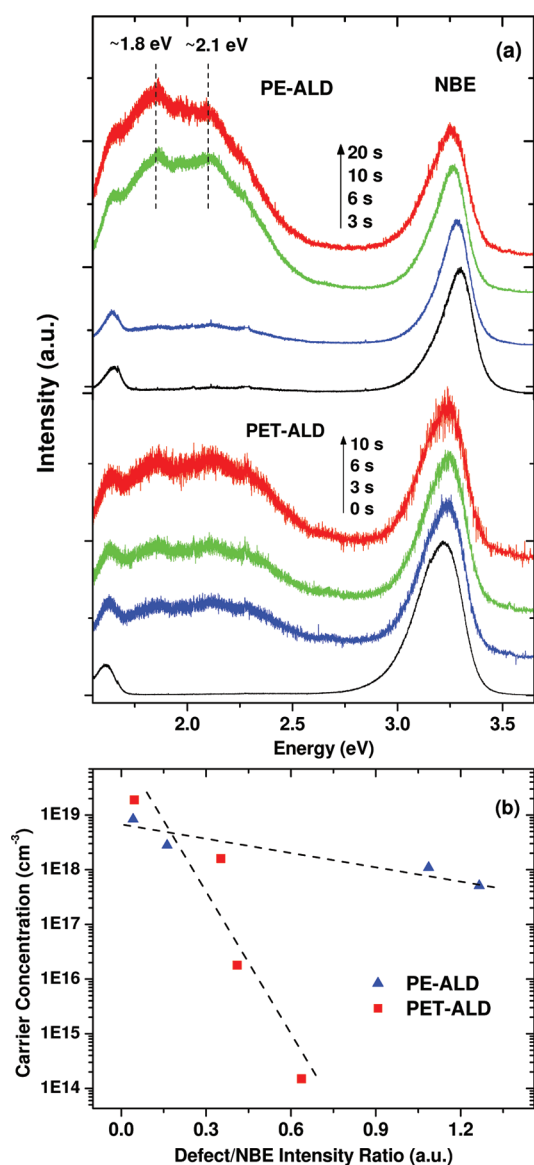 ~1.8 eV
~2.1 eV
(a)
PE-ALD
NBE
20 s
10 s
6 s
3 s
PET-ALD
10 s
6 s
3 s
0 s
Intensity (a.u.)
2.0 2.5 3.0 3.5
Energy (eV)
(b)
1E19
1E18
1E17
1E16
1E15
1E14
Carrier Concentration (cm-3)
PE-ALD
PET-ALD
0.0 0.3 0.6 0.9 1.2
Defect/NBE Intensity Ratio (a.u.)